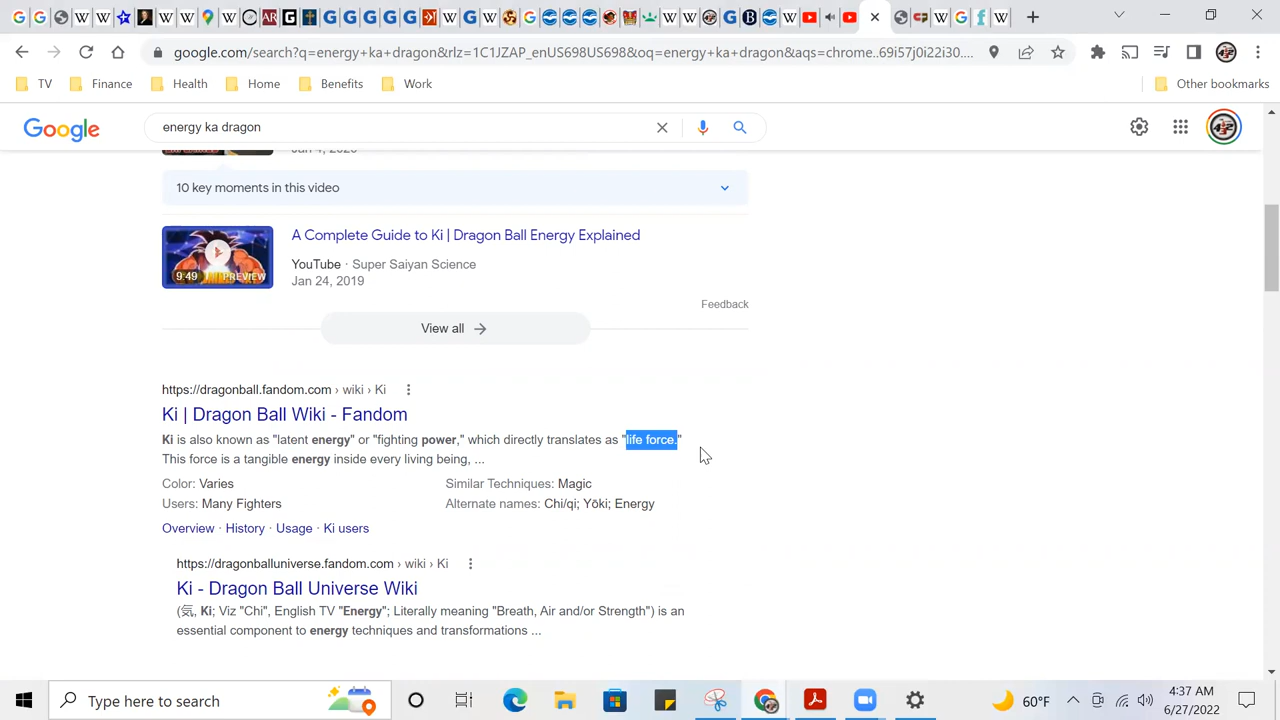 google.com/search?q=energy+ka+dragon&rlz=1C1JZAP_enUS698US698&oq=energy+ka+dragon&aqs=chrome..69i57j0i22i30....
TV Finance Health Home Benefits Work Other bookmarks
Google energy ka dragon
10 key moments in this video
A Complete Guide to Ki | Dragon Ball Energy Explained
9:49 PREVIEW
YouTube · Super Saiyan Science
Jan 24, 2019
Feedback
View all
https://dragonball.fandom.com › wiki › Ki
Ki | Dragon Ball Wiki - Fandom
Ki is also known as "latent energy" or "fighting power," which directly translates as "life force."
This force is a tangible energy inside every living being, ...
Color: Varies Similar Techniques: Magic
Users: Many Fighters Alternate names: Chi/qi; Yōki; Energy
Overview · History · Usage · Ki users
https://dragonballuniverse.fandom.com › wiki › Ki
Ki - Dragon Ball Universe Wiki
(気, Ki; Viz "Chi", English TV "Energy"; Literally meaning "Breath, Air and/or Strength") is an
essential component to energy techniques and transformations ...
Type here to search
60°F
4:37 AM
6/27/2022